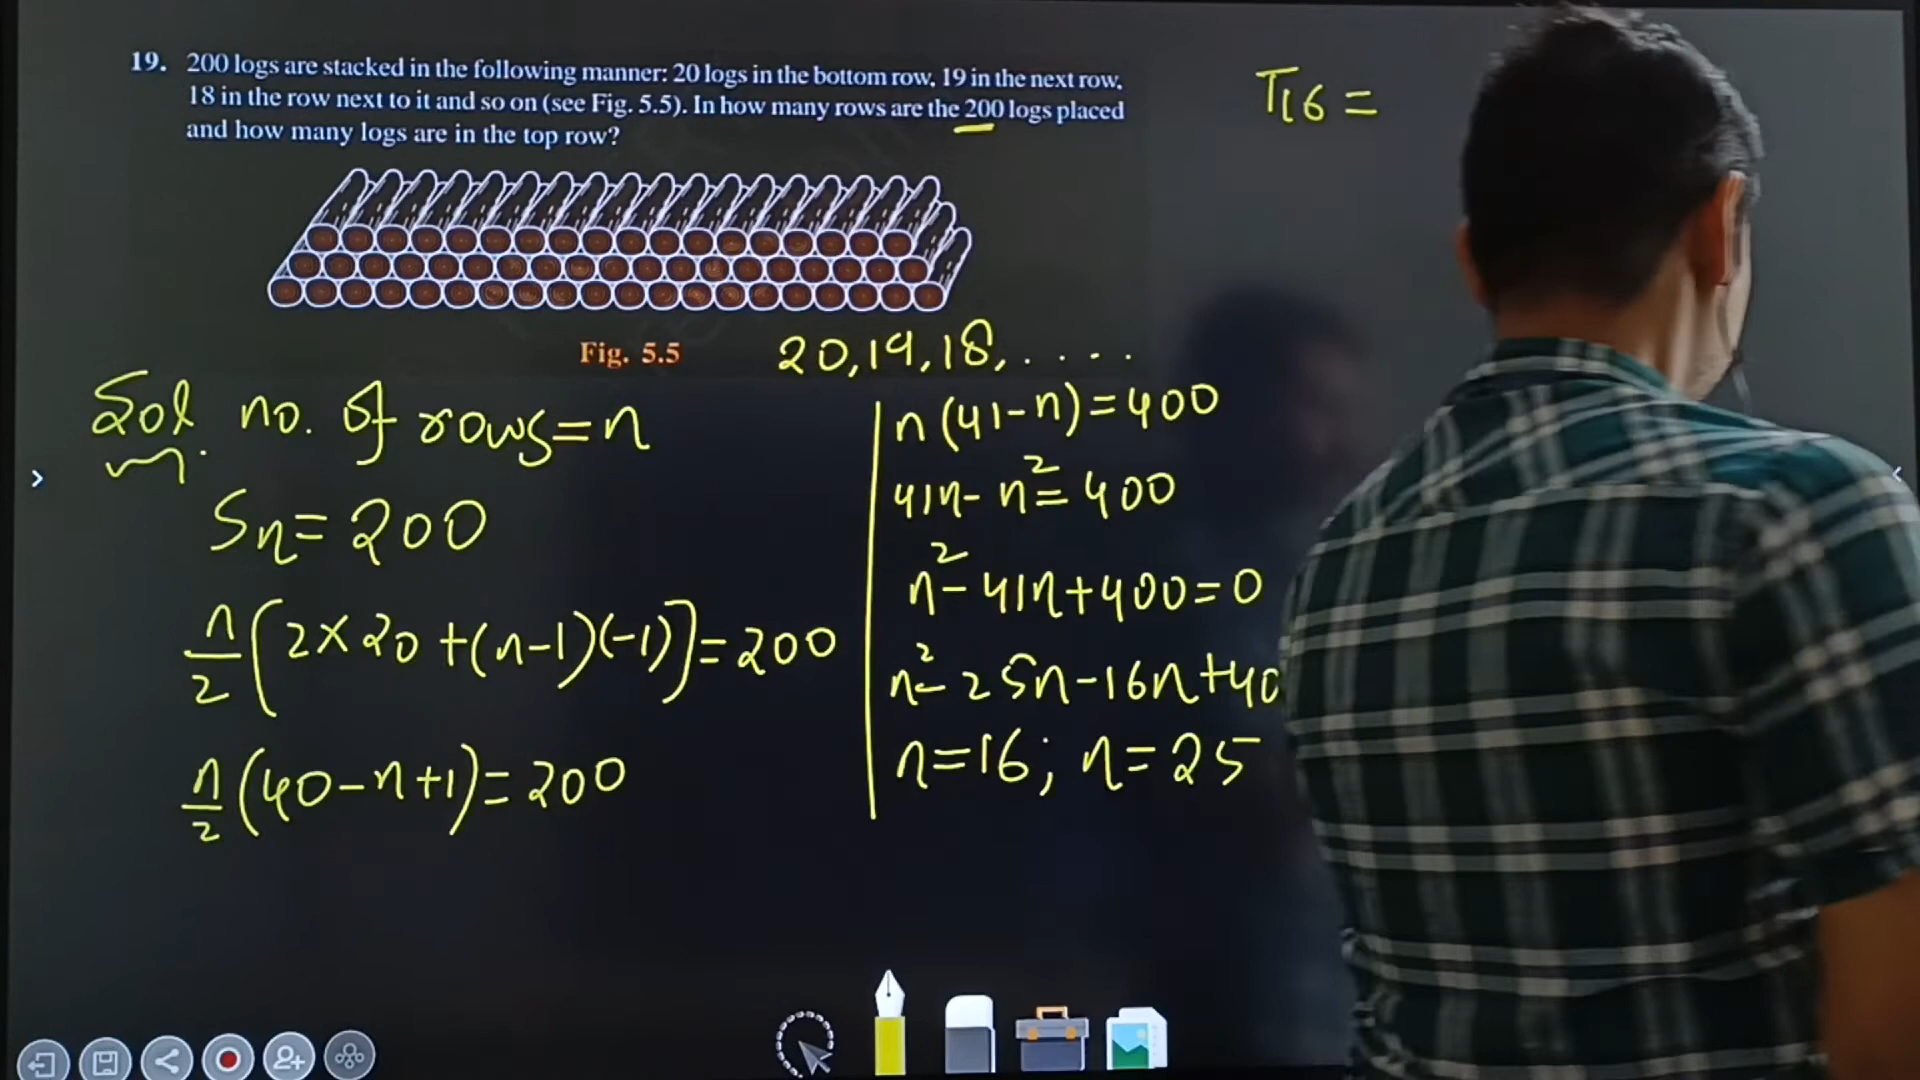 19. 200 logs are stacked in the following manner: 20 logs in the bottom row, 19 in the next row,
18 in the row next to it and so on (see Fig. 5.5). In how many rows are the 200 logs placed
and how many logs are in the top row?
T16 =
Fig. 5.5
20,19,18,....
Sol no. of rows=n
Sn=200
n/2[2×20+(n-1)(-1)]=200
n/2(40-n+1)=200
n(41-n)=400
41n-n²=400
n²-41n+400=0
n²-25n-16n+40
n=16; n=25